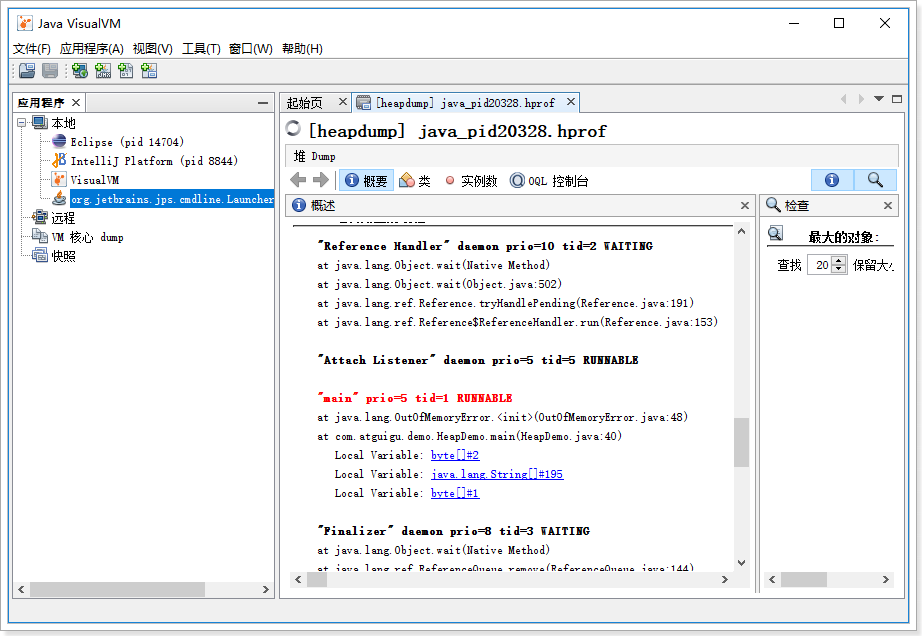 Java VisualVM
文件(F) 应用程序(A) 视图(V) 工具(T) 窗口(W) 帮助(H)
应用程序
本地
Eclipse (pid 14704)
IntelliJ Platform (pid 8844)
VisualVM
org.jetbrains.jps.cmdline.Launcher
远程
VM 核心 dump
快照
起始页
[heapdump] java_pid20328.hprof
[heapdump] java_pid20328.hprof
堆 Dump
概要 类 实例数 OQL 控制台
概述
"Reference Handler" daemon prio=10 tid=2 WAITING
at java.lang.Object.wait(Native Method)
at java.lang.Object.wait(Object.java:502)
at java.lang.ref.Reference.tryHandlePending(Reference.java:191)
at java.lang.ref.Reference$ReferenceHandler.run(Reference.java:153)
"Attach Listener" daemon prio=5 tid=5 RUNNABLE
"main" prio=5 tid=1 RUNNABLE
at java.lang.OutOfMemoryError.<init>(OutOfMemoryError.java:48)
at com.atguigu.demo.HeapDemo.main(HeapDemo.java:40)
Local Variable: byte[]#2
Local Variable: java.lang.String[]#195
Local Variable: byte[]#1
"Finalizer" daemon prio=8 tid=3 WAITING
at java.lang.Object.wait(Native Method)
at java.lang.ref.ReferenceQueue.remove(ReferenceQueue.java:144)
检查
最大的对象:
查找 20 保留大小